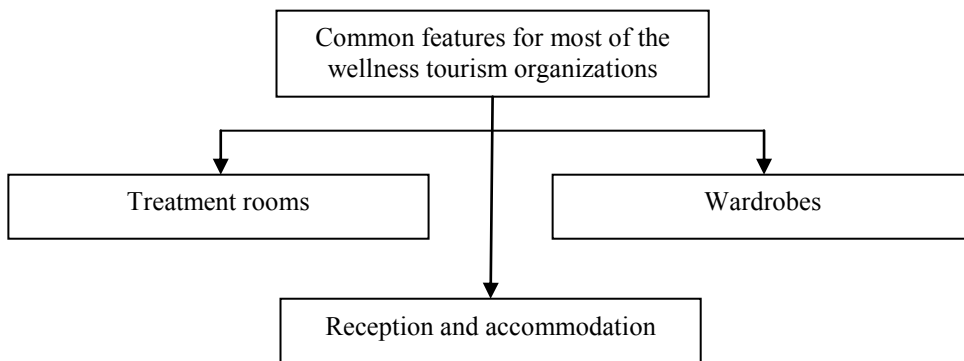 Common features for most of the
wellness tourism organizations
Treatment rooms
Wardrobes
Reception and accommodation